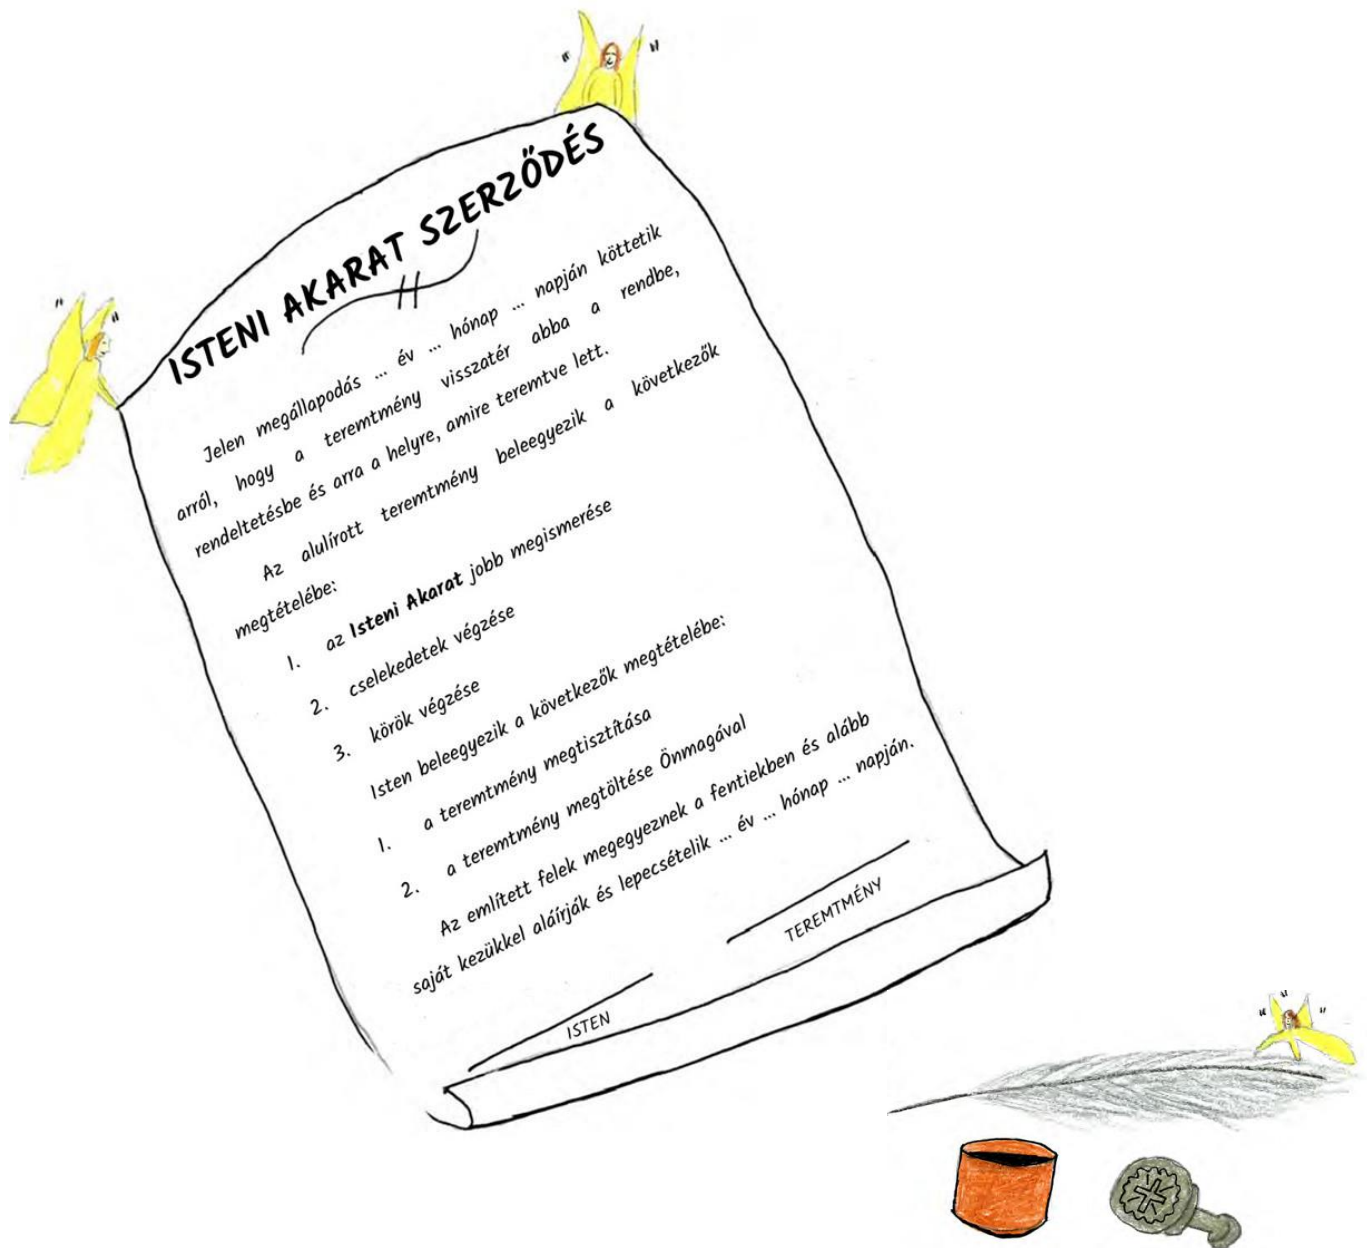 ISTENI AKARAT SZERZŐDÉS
Jelen megállapodás ... év ... hónap ... napján köttetik
arról, hogy a teremtmény visszatér abba a rendbe,
rendeltetésbe és arra a helyre, amire teremtve lett.
Az alulírott teremtmény beleegyezik a következők
megtételébe:
1. az Isteni Akarat jobb megismerése
2. cselekedetek végzése
3. körök végzése
Isten beleegyezik a következők megtételébe:
1. a teremtmény megtisztítása
2. a teremtmény megtöltése Önmagával
Az említett felek megegyeznek a fentiekben és alább
saját kezükkel aláírják és lepecsételik ... év ... hónap ... napján.
ISTEN
TEREMTMÉNY